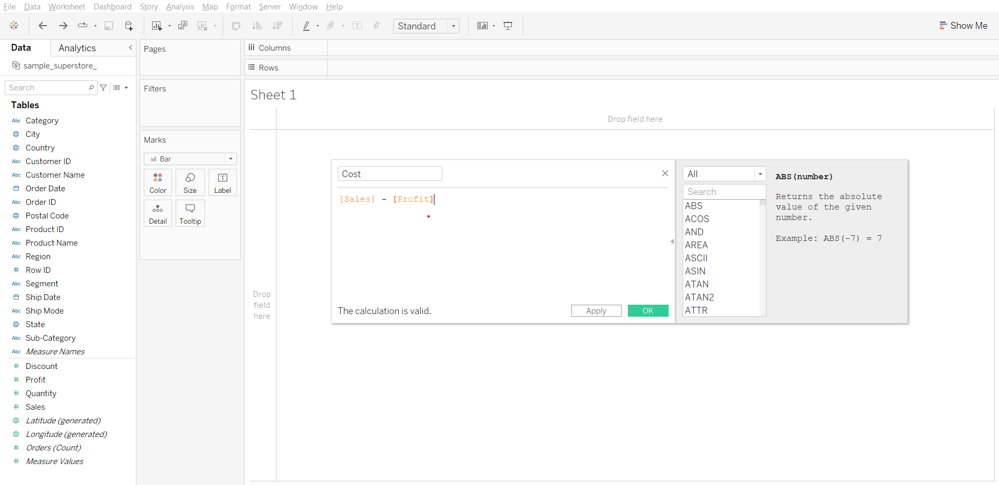 File Data Worksheet Dashboard Story Analysis Map Format Server Window Help
Standard
Show Me
Data Analytics
sample_superstore_
Search
Tables
Abc Category
City
Country
Abc Customer ID
Abc Customer Name
Order Date
Abc Order ID
Postal Code
Abc Product ID
Abc Product Name
Abc Region
# Row ID
Abc Segment
Ship Date
Abc Ship Mode
State
Abc Sub-Category
Abc Measure Names
# Discount
# Profit
# Quantity
# Sales
Latitude (generated)
Longitude (generated)
# Orders (Count)
# Measure Values
Pages
Filters
Marks
Bar
Color Size Label
Detail Tooltip
Columns
Rows
Sheet 1
Drop field here
Drop
field
here
Cost
[Sales] - [Profit]
The calculation is valid.
Apply OK
All
Search
ABS
ACOS
AND
AREA
ASCII
ASIN
ATAN
ATAN2
ATTR
ABS(number)
Returns the absolute
value of the given
number.
Example: ABS(-7) = 7